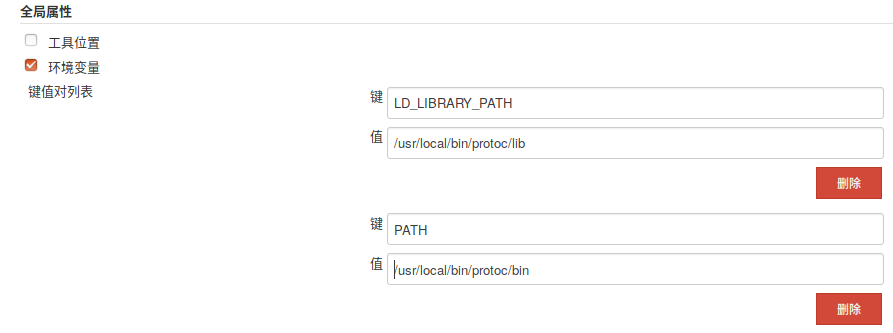 全局属性
工具位置
环境变量
键值对列表
键 LD_LIBRARY_PATH
值 /usr/local/bin/protoc/lib
删除
键 PATH
值 /usr/local/bin/protoc/bin
删除